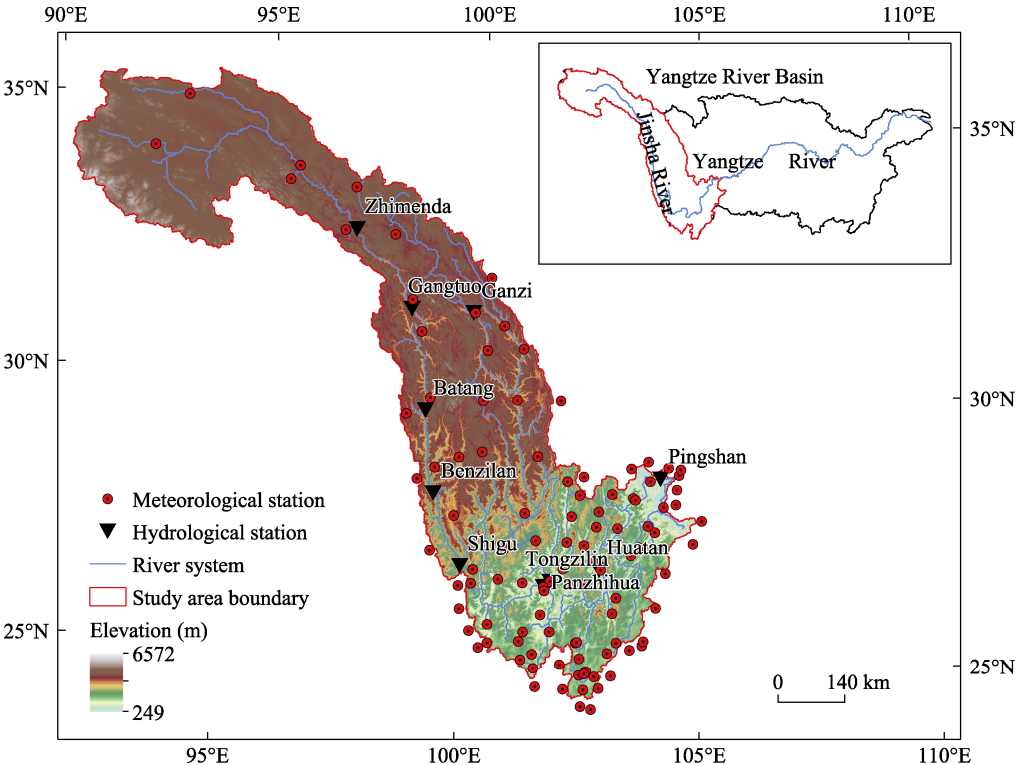 90°E 95°E 100°E 105°E 110°E
35°N
Yangtze River Basin
35°N
Jinsha River
Yangtze River
Zhimenda
Gangtuo Ganzi
30°N
Batang
30°N
Pingshan
Benzilan
Meteorological station
Hydrological station
Shigu
Huatan
Tongzilin
River system
Panzhihua
Study area boundary
Elevation (m)
25°N
6572
25°N
0 140 km
249
95°E 100°E 105°E 110°E